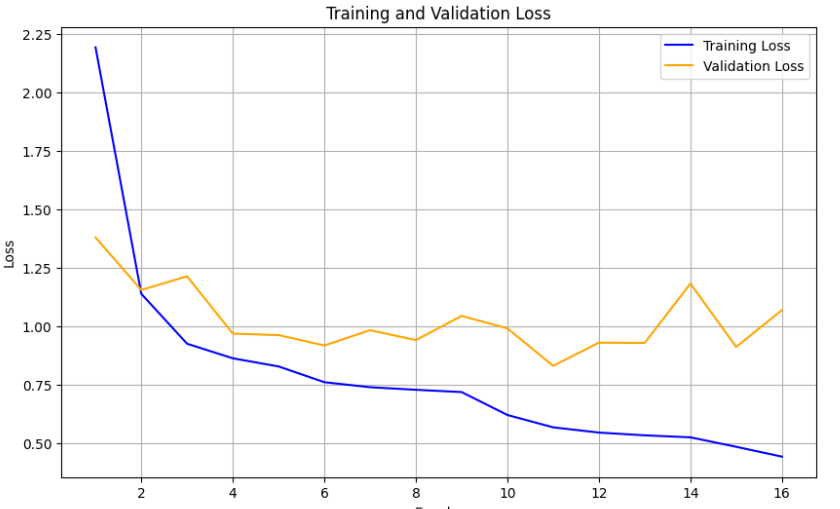 Training and Validation Loss
Training Loss
Validation Loss
2.25
2.00
1.75
1.50
1.25
1.00
0.75
0.50
Loss
2 4 6 8 10 12 14 16